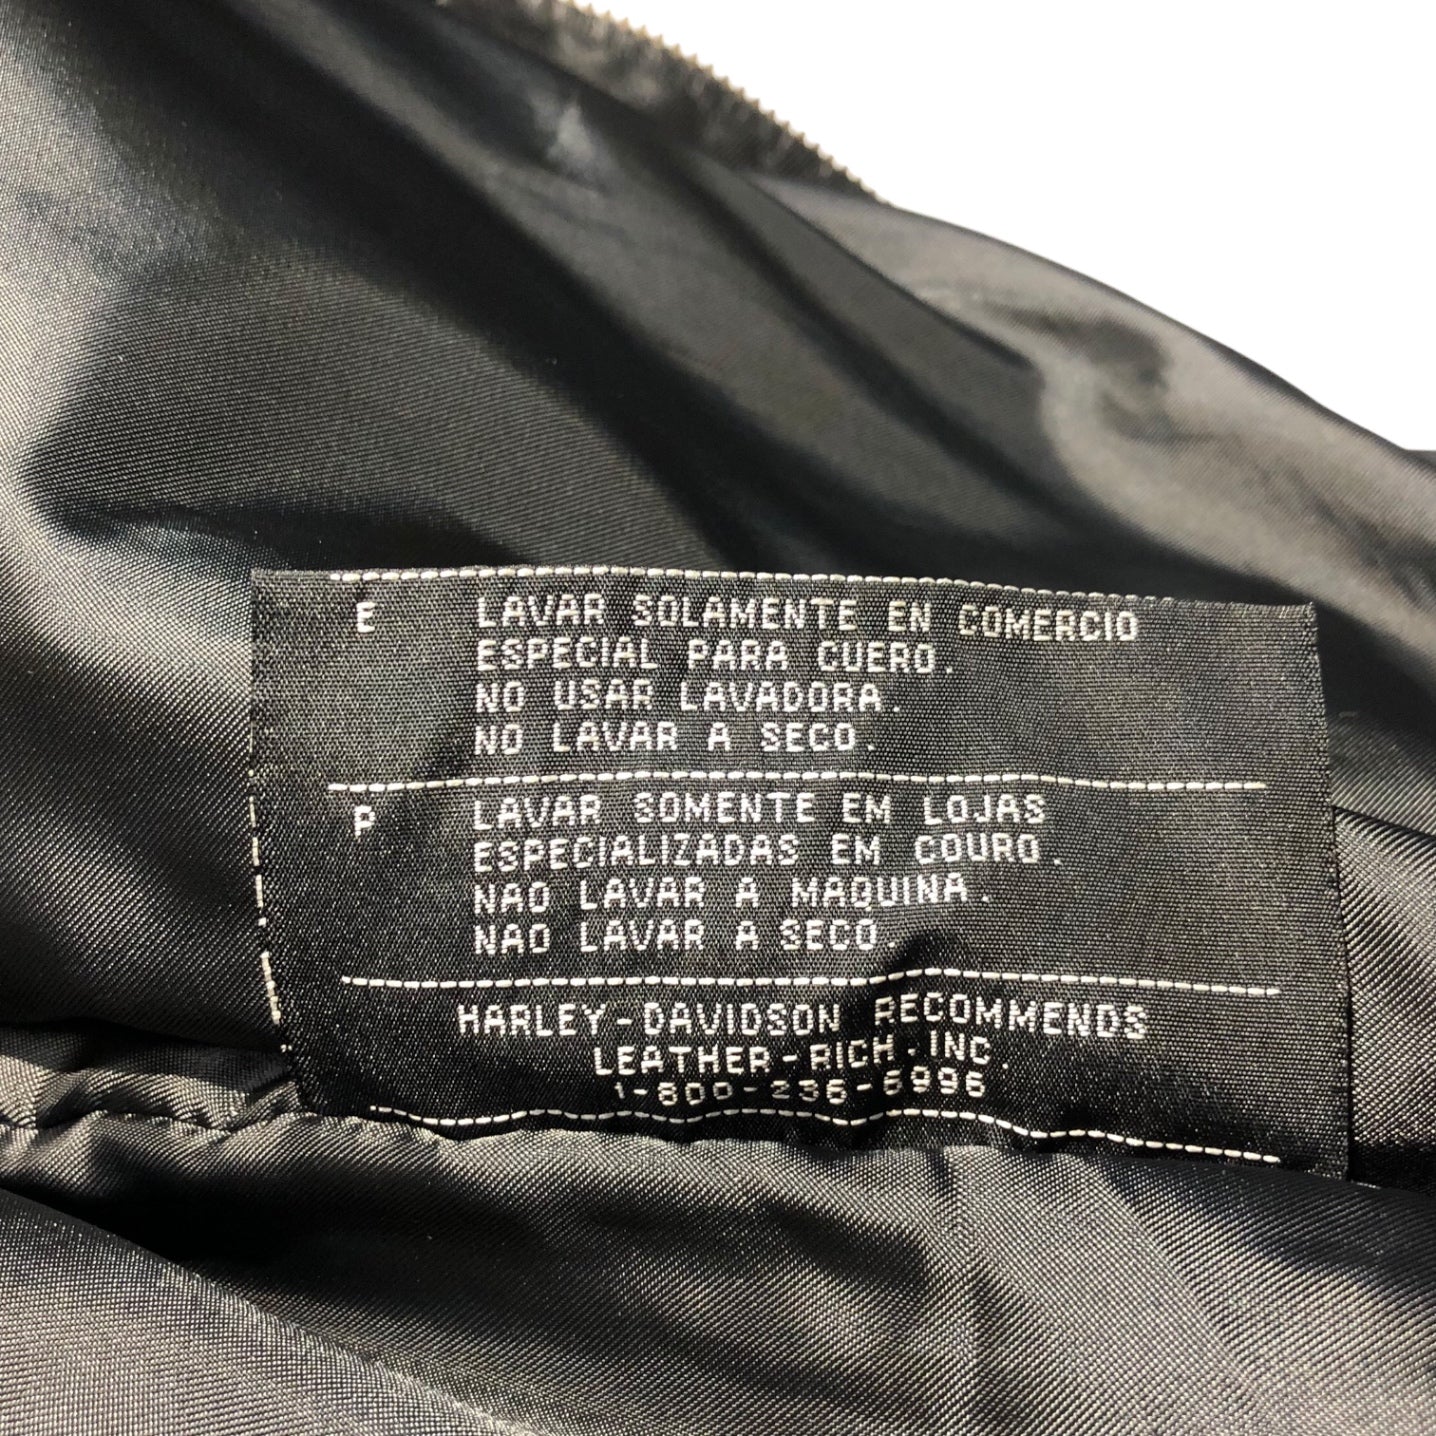 E LAVAR SOLAMENTE EN COMERCIO
ESPECIAL PARA CUERO.
NO USAR LAVADORA.
NO LAVAR A SECO.
P LAVAR SOMENTE EM LOJAS
ESPECIALIZADAS EM COURO.
NAO LAVAR A MAQUINA.
NAO LAVAR A SECO.
HARLEY-DAVIDSON RECOMMENDS
LEATHER-RICH, INC.
1-800-236-6996